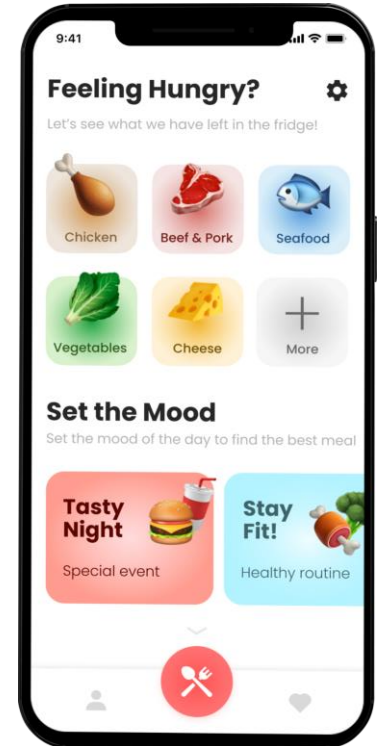 9:41
Feeling Hungry?
Let's see what we have left in the fridge!
Chicken
Beef & Pork
Seafood
Vegetables
Cheese
More
Set the Mood
Set the mood of the day to find the best meal
Tasty
Night
Special event
Stay
Fit!
Healthy routine